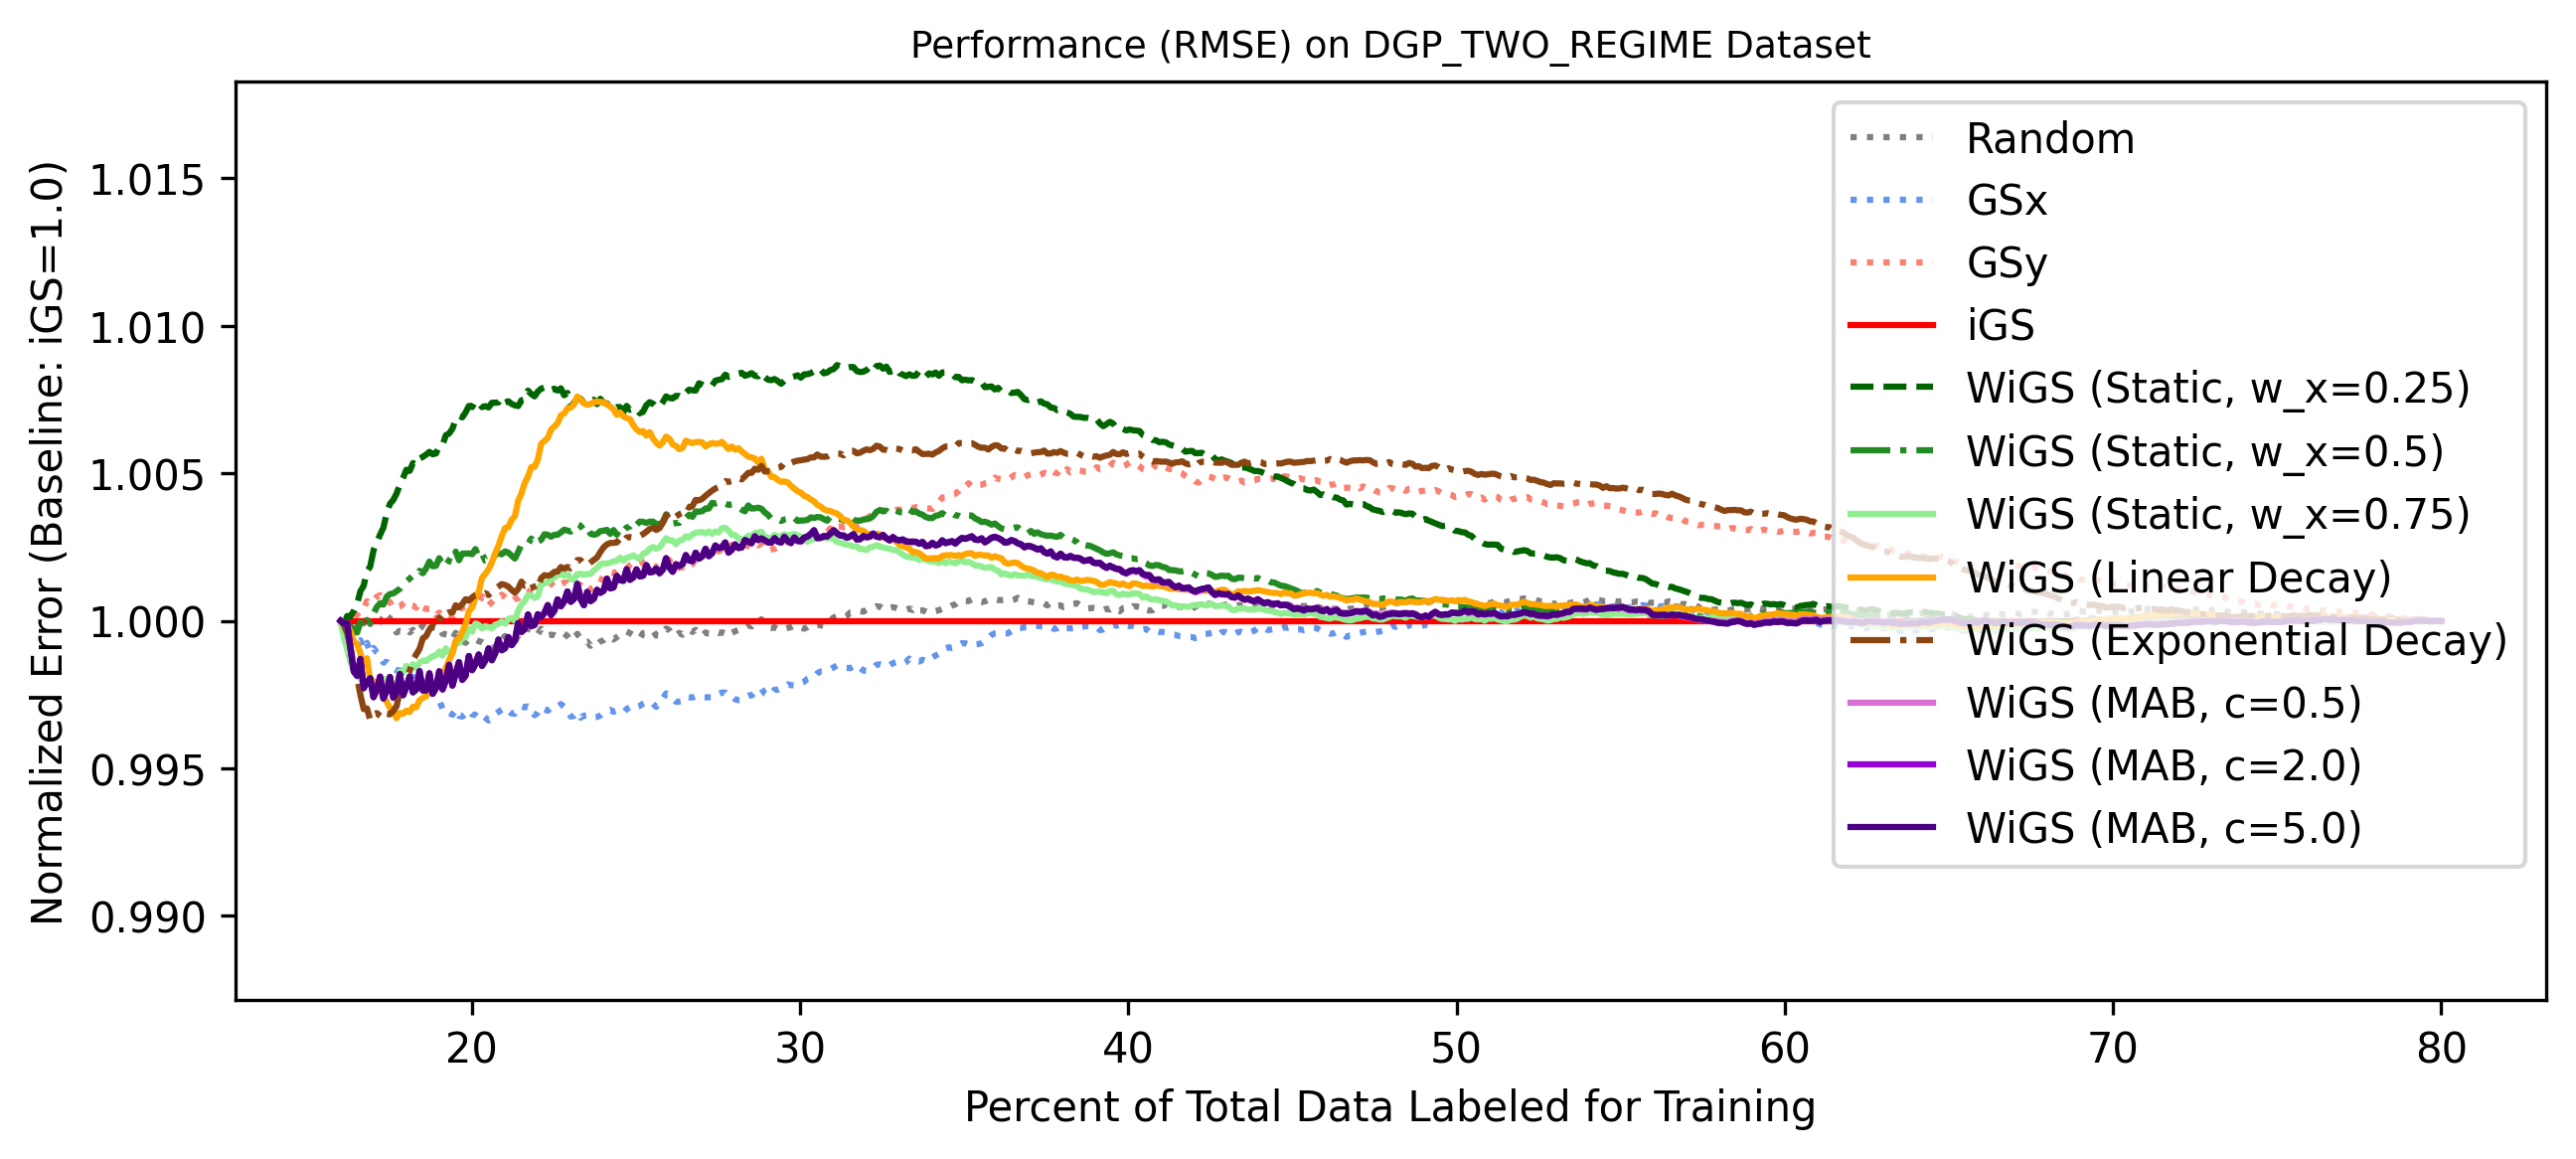 Performance (RMSE) on DGP_TWO_REGIME Dataset
Normalized Error (Baseline: iGS=1.0)
1.015
1.010
1.005
1.000
0.995
0.990
Random
GSx
GSy
iGS
WiGS (Static, w_x=0.25)
WiGS (Static, w_x=0.5)
WiGS (Static, w_x=0.75)
WiGS (Linear Decay)
WiGS (Exponential Decay)
WiGS (MAB, c=0.5)
WiGS (MAB, c=2.0)
WiGS (MAB, c=5.0)
20 30 40 50 60 70 80
Percent of Total Data Labeled for Training